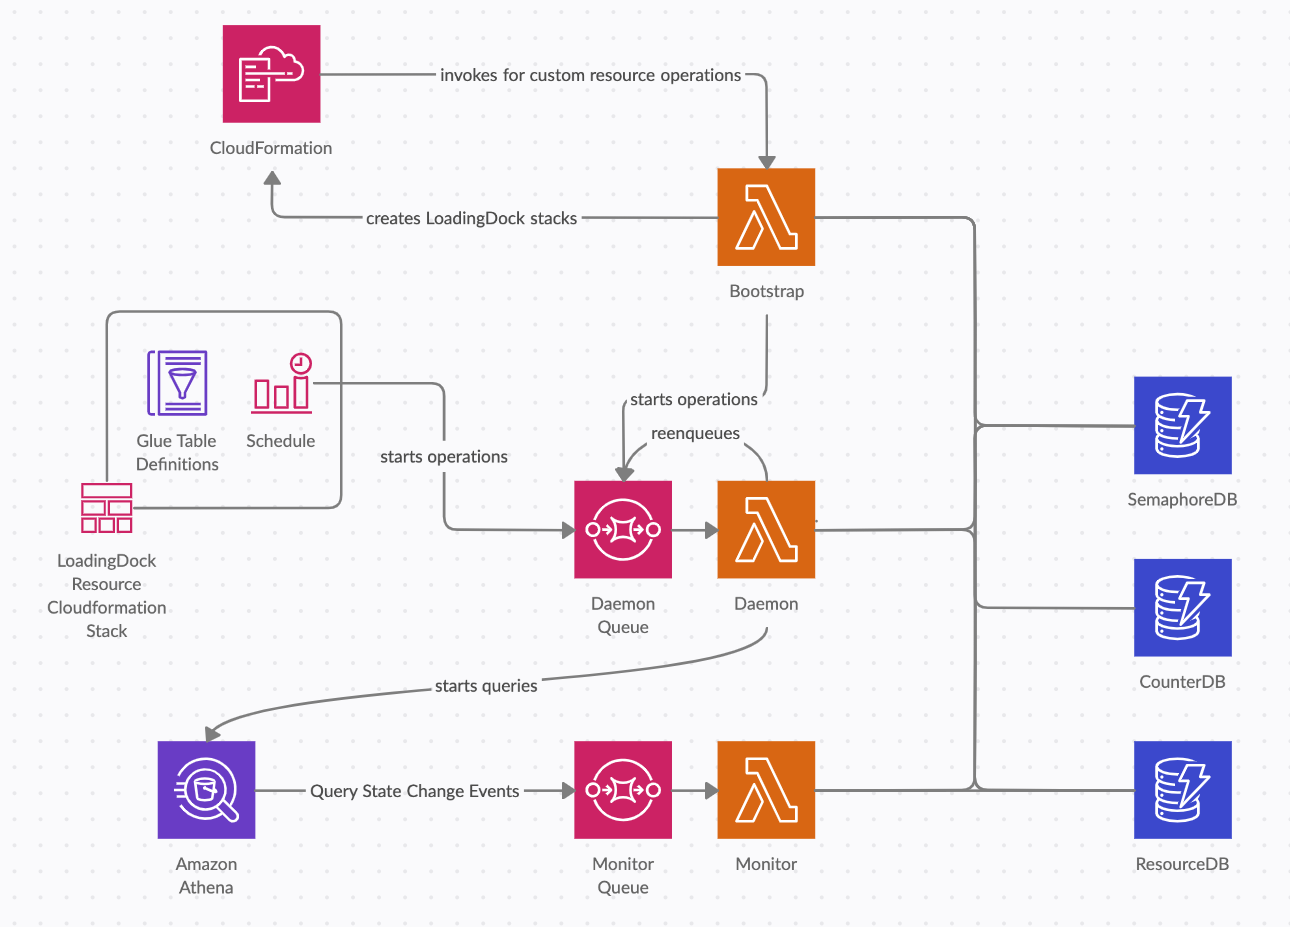 invokes for custom resource operations
CloudFormation
creates LoadingDock stacks
Bootstrap
starts operations
reenqueues
Glue Table
Definitions
Schedule
starts operations
SemaphoreDB
LoadingDock
Resource
Cloudformation
Stack
Daemon
Queue
Daemon
CounterDB
starts queries
Query State Change Events
Amazon
Athena
Monitor
Queue
Monitor
ResourceDB